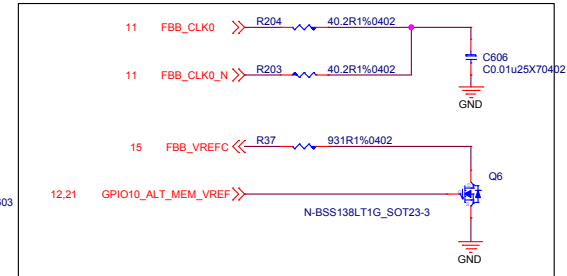 11 FBB_CLK0 R204 40.2R1%0402
C606
C0.01u25X70402
11 FBB_CLK0_N R203 40.2R1%0402
GND
15 FBB_VREFC R37 931R1%0402
Q6
12,21 GPIO10_ALT_MEM_VREF
N-BSS138LT1G_SOT23-3
GND